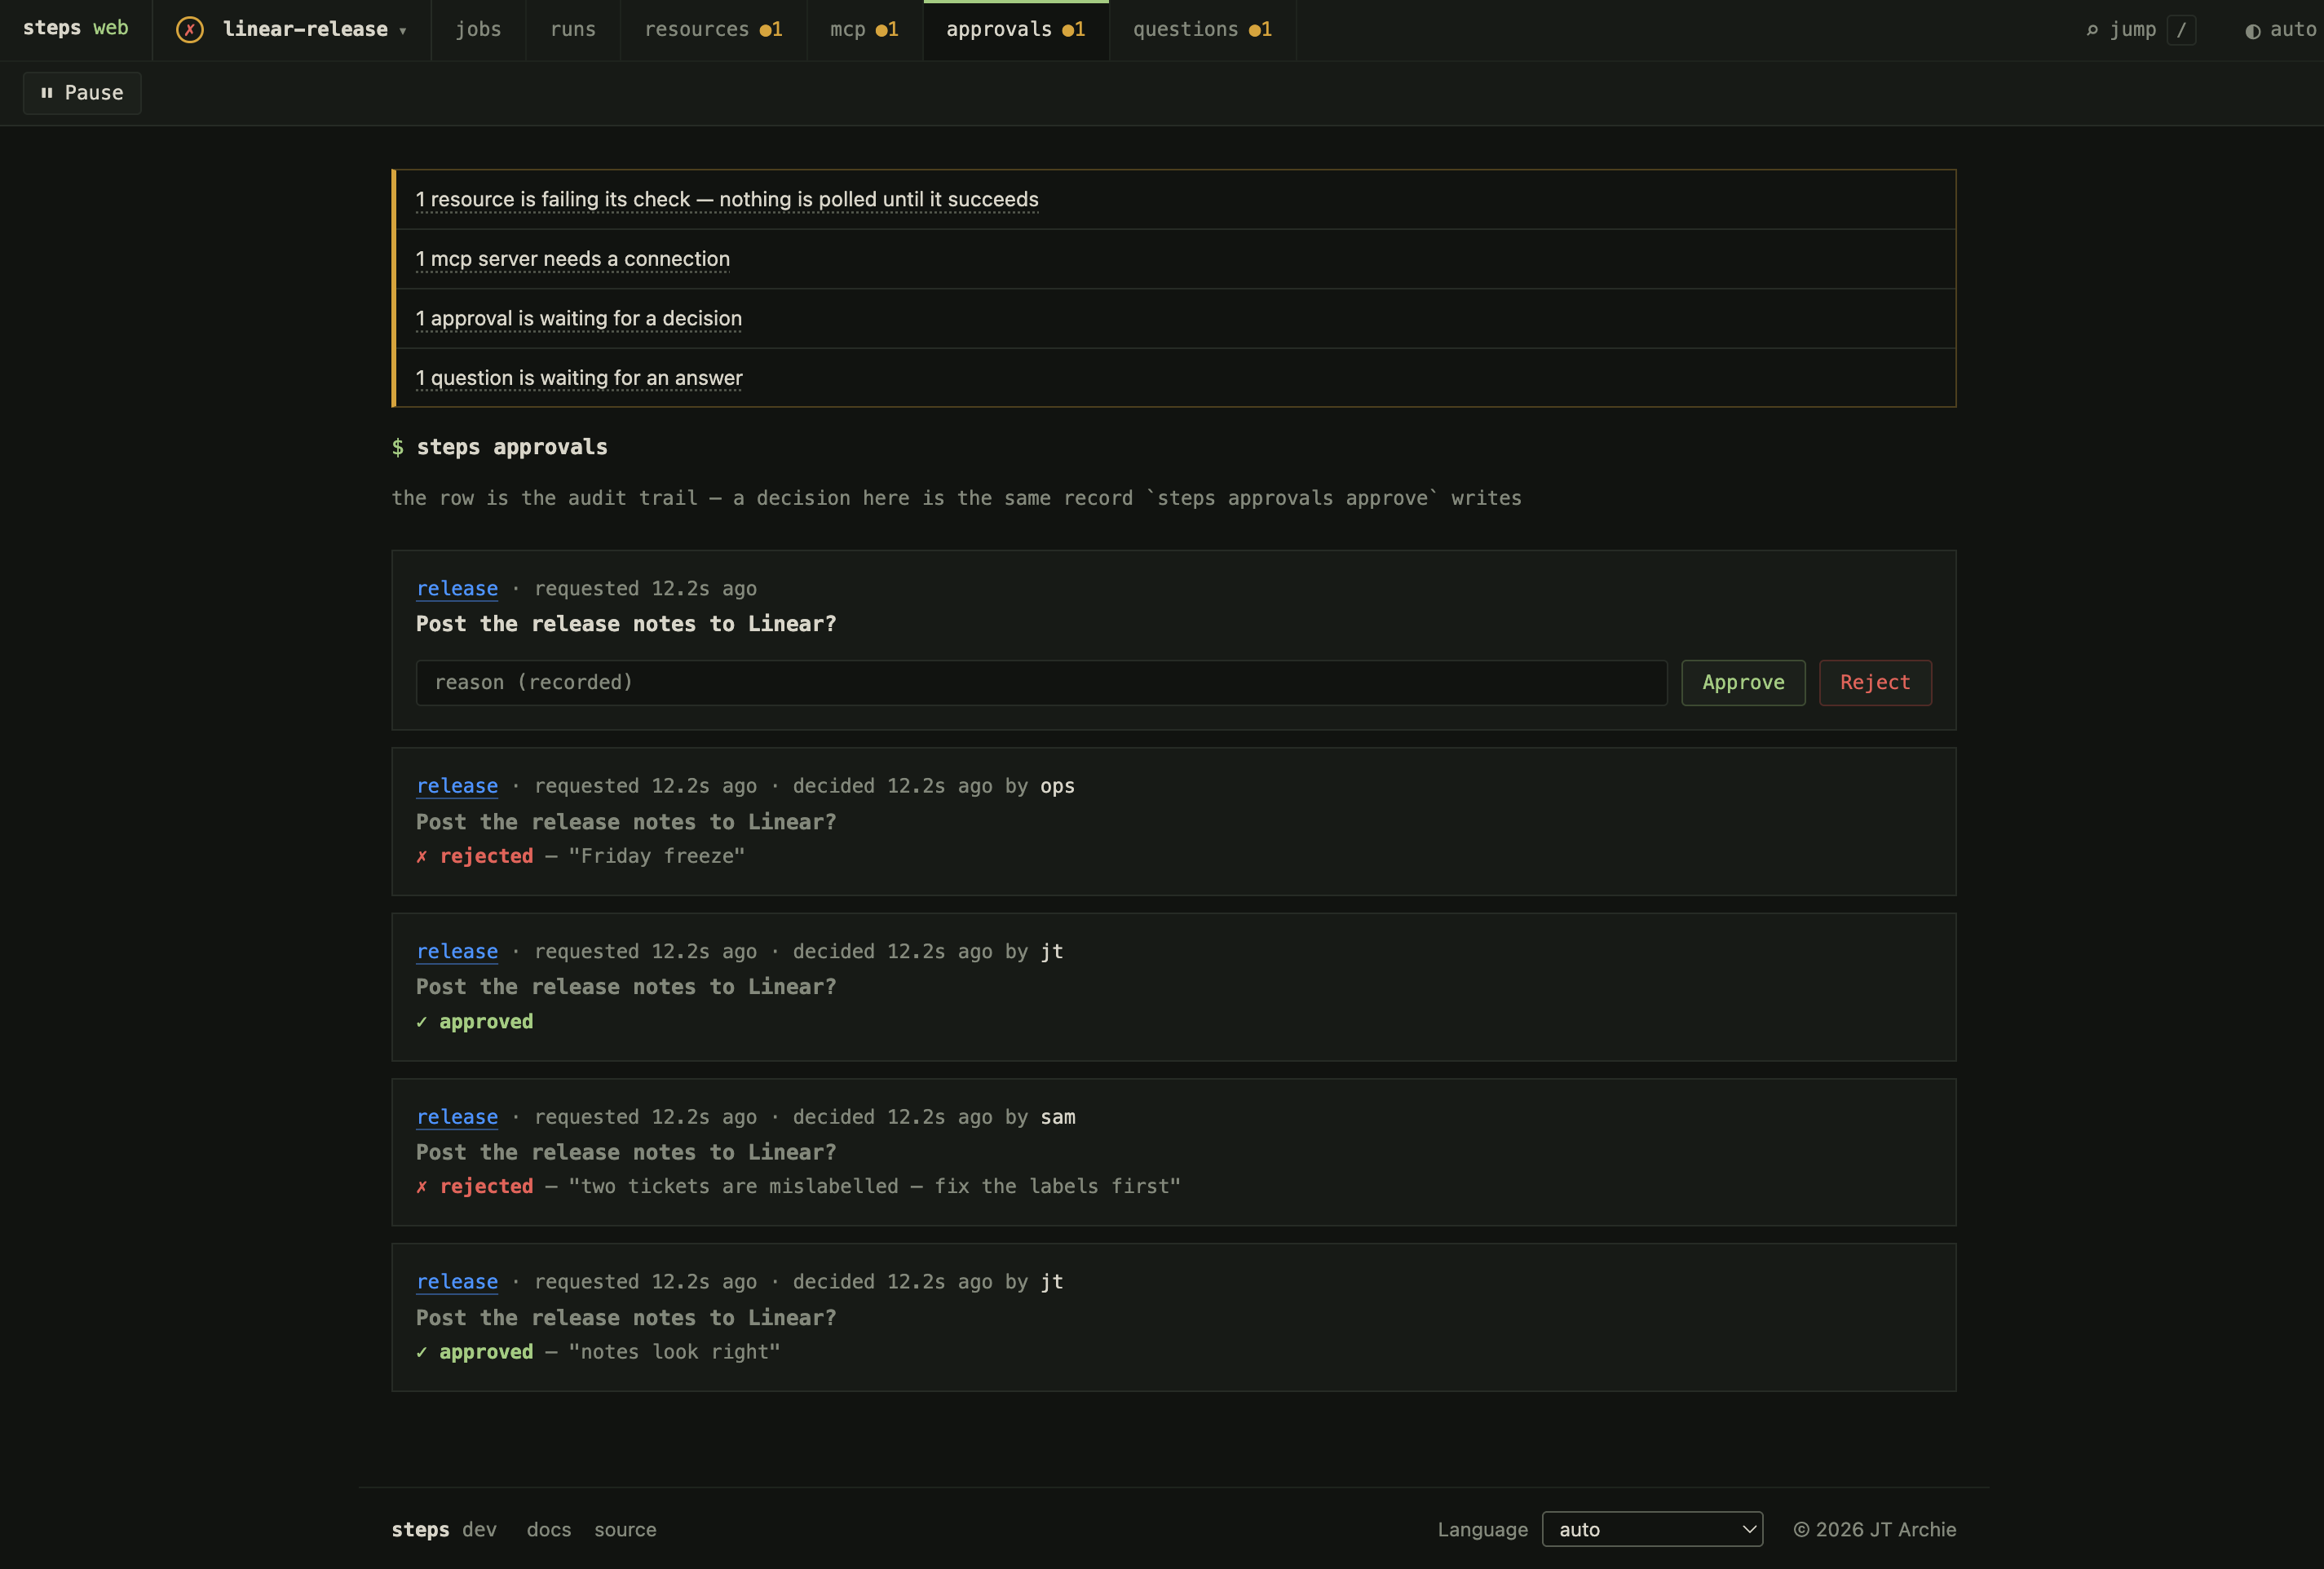 steps web
✗ linear-release ▾
jobs
runs
resources ●1
mcp ●1
approvals ●1
questions ●1
⌕ jump /
◐ auto
⏸ Pause
1 resource is failing its check — nothing is polled until it succeeds
1 mcp server needs a connection
1 approval is waiting for a decision
1 question is waiting for an answer
$ steps approvals
the row is the audit trail — a decision here is the same record `steps approvals approve` writes
release · requested 12.2s ago
Post the release notes to Linear?
reason (recorded)
Approve
Reject
release · requested 12.2s ago · decided 12.2s ago by ops
Post the release notes to Linear?
✗ rejected — "Friday freeze"
release · requested 12.2s ago · decided 12.2s ago by jt
Post the release notes to Linear?
✓ approved
release · requested 12.2s ago · decided 12.2s ago by sam
Post the release notes to Linear?
✗ rejected — "two tickets are mislabelled — fix the labels first"
release · requested 12.2s ago · decided 12.2s ago by jt
Post the release notes to Linear?
✓ approved — "notes look right"
steps dev docs source
Language auto © 2026 JT Archie